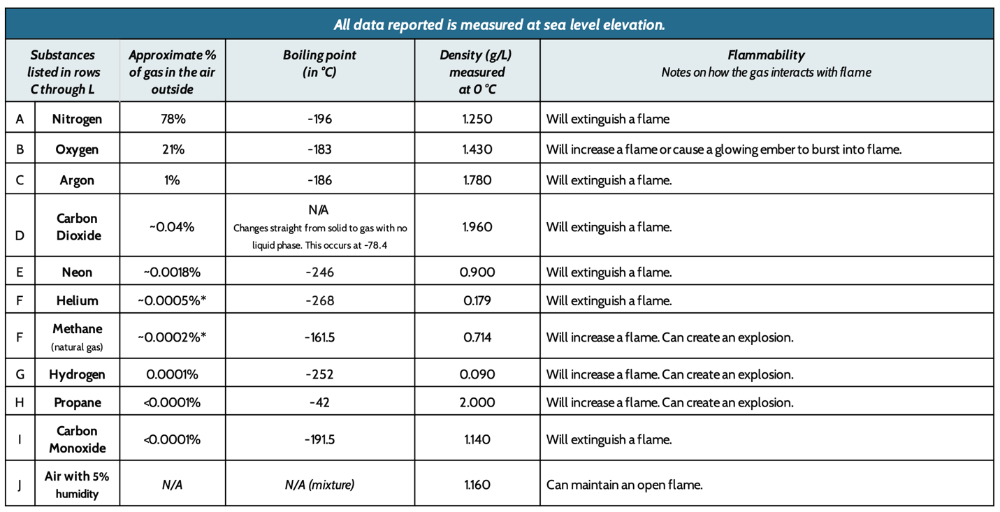 All data reported is measured at sea level elevation.
Substances
listed in rows
C through L
Approximate %
of gas in the air
outside
Boiling point
(in °C)
Density (g/L)
measured
at 0 °C
Flammability
Notes on how the gas interacts with flame
A Nitrogen 78% -196 1.250 Will extinguish a flame
B Oxygen 21% -183 1.430 Will increase a flame or cause a glowing ember to burst into flame.
C Argon 1% -186 1.780 Will extinguish a flame.
D
Carbon
Dioxide
~0.04%
N/A
Changes straight from solid to gas with no
liquid phase. This occurs at -78.4
1.960
Will extinguish a flame.
E Neon ~0.0018% -246 0.900 Will extinguish a flame.
F Helium ~0.0005%* -268 0.179 Will extinguish a flame.
F
Methane
(natural gas)
~0.0002%*
-161.5
0.714
Will increase a flame. Can create an explosion.
G Hydrogen 0.0001% -252 0.090 Will increase a flame. Can create an explosion.
H Propane <0.0001% -42 2.000 Will increase a flame. Can create an explosion.
I
Carbon
Monoxide
<0.0001%
-191.5
1.140
Will extinguish a flame.
J
Air with 5%
humidity
N/A
N/A (mixture)
1.160
Can maintain an open flame.